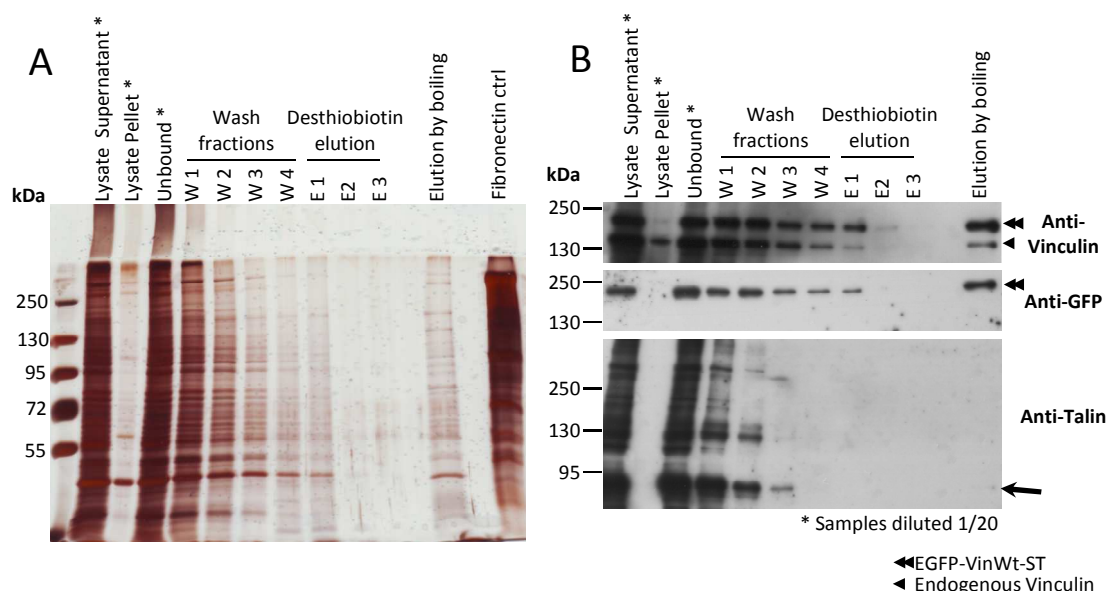 A
Lysate Supernatant *
Lysate Pellet *
Unbound *
Wash
fractions
W 1
W 2
W 3
W 4
Desthiobiotin
elution
E 1
E2
E 3
Elution by boiling
Fibronectin ctrl
kDa
250
130
95
72
55
B
Lysate Supernatant *
Lysate Pellet *
Unbound *
Wash
fractions
W 1
W 2
W 3
W 4
Desthiobiotin
elution
E 1
E2
E 3
Elution by boiling
kDa
250
130
Anti-
Vinculin
250
130
Anti-GFP
250
130
95
Anti-Talin
* Samples diluted 1/20
EGFP-VinWt-ST
Endogenous Vinculin